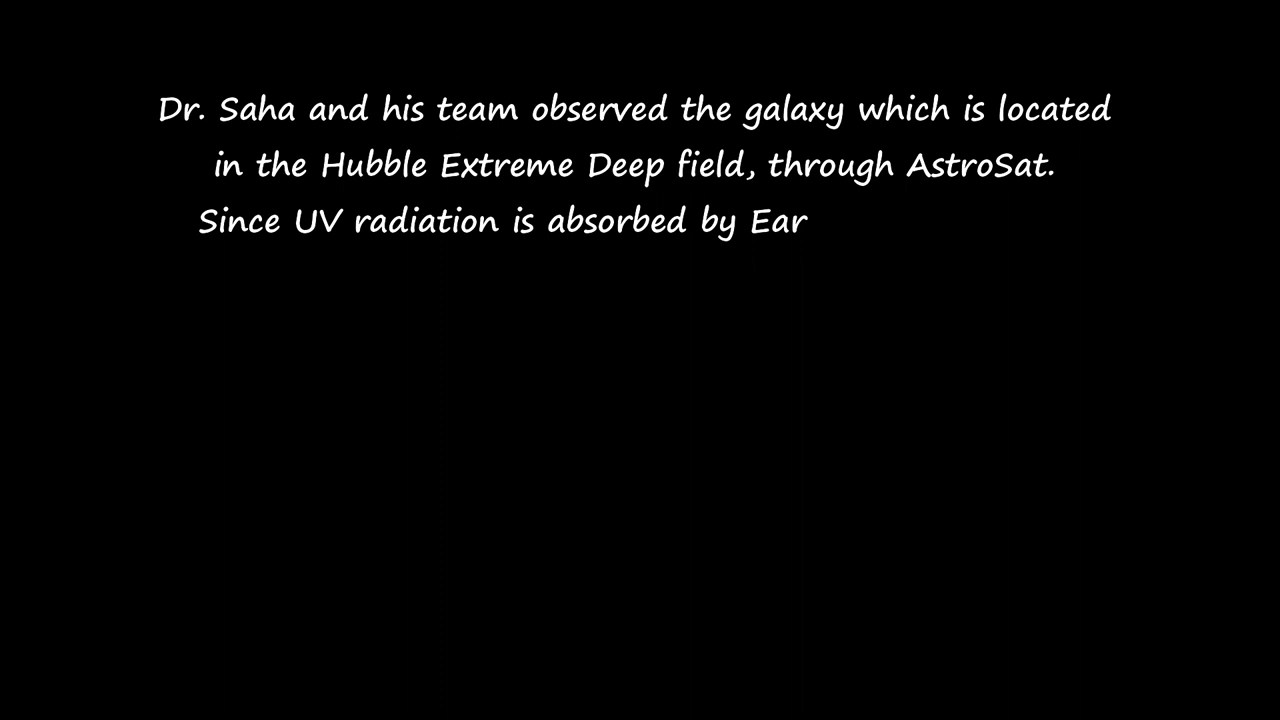 Dr. Saha and his team observed the galaxy which is located
in the Hubble Extreme Deep field, through AstroSat.
Since UV radiation is absorbed by Ear